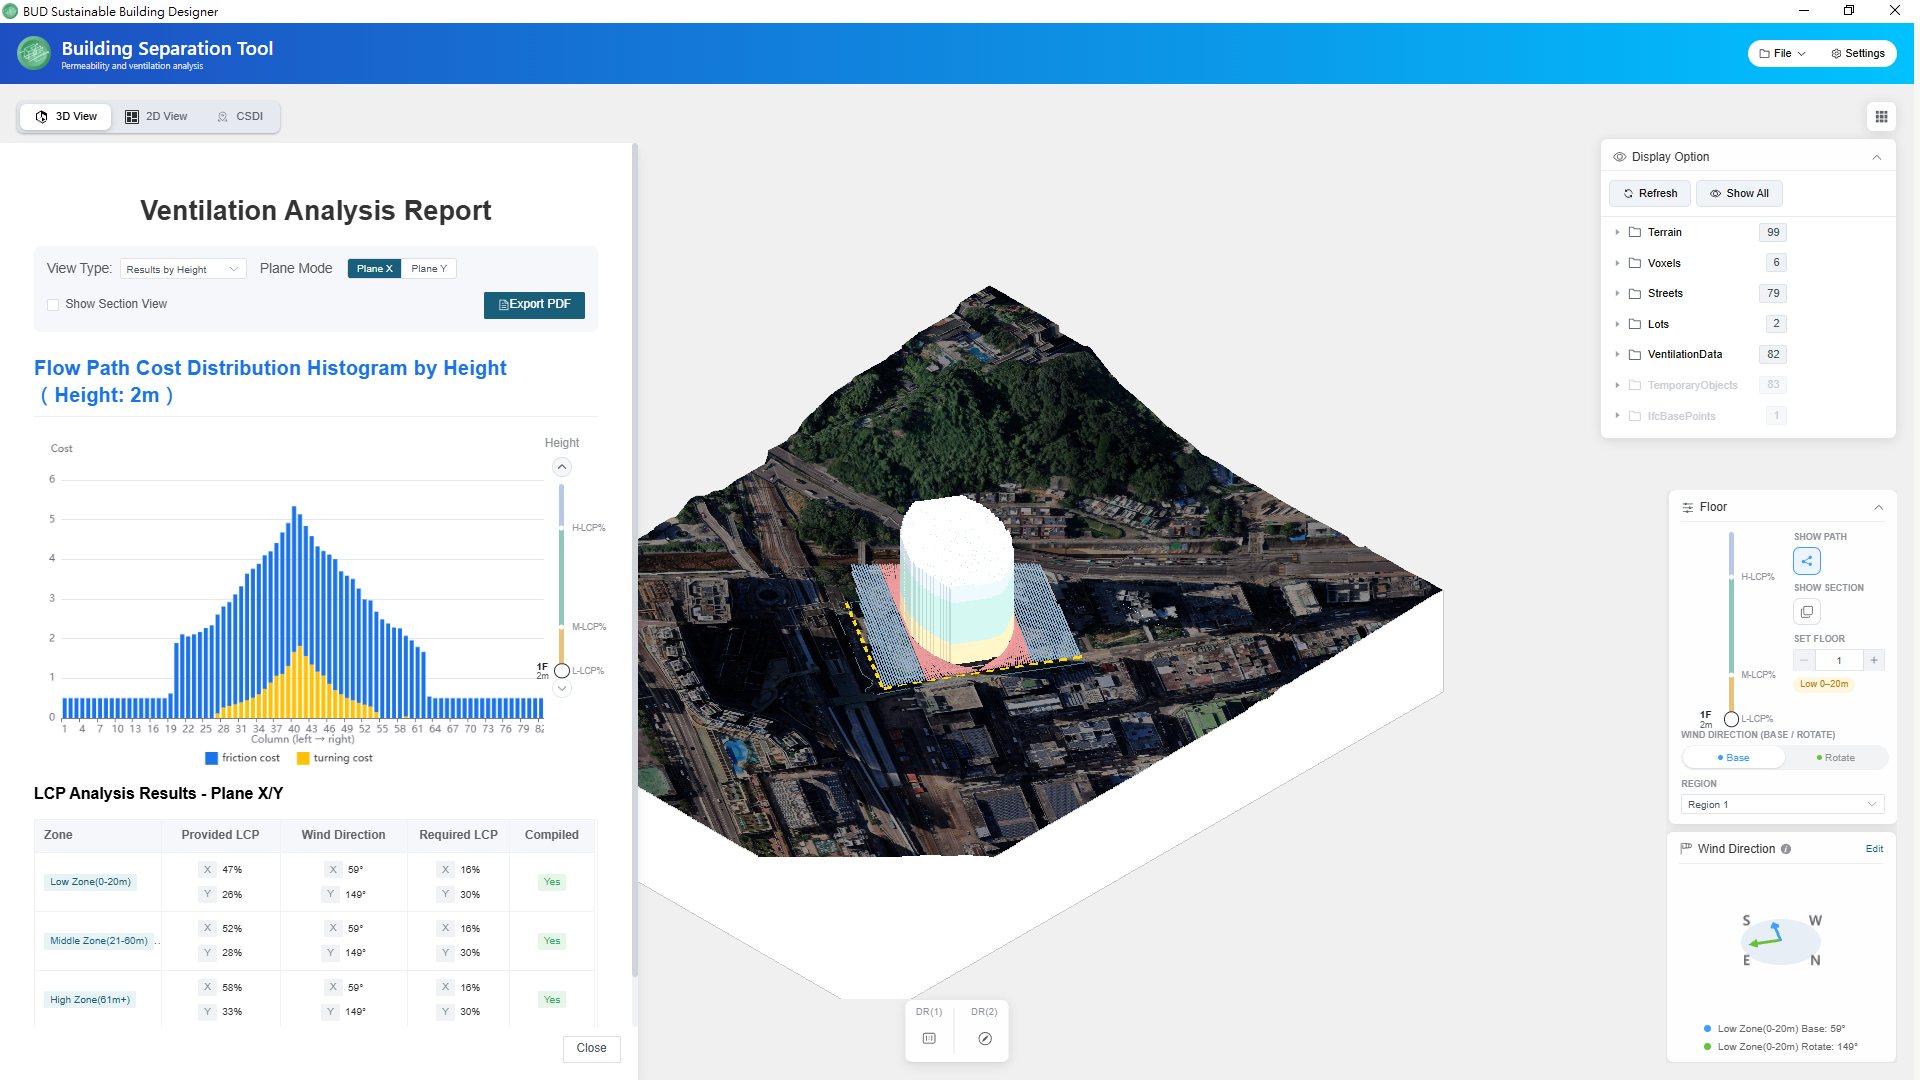 BUD Sustainable Building Designer
Building Separation Tool
Permeability and ventilation analysis
File
Settings
3D View
2D View
CSDI
Ventilation Analysis Report
View Type:
Results by Height
Plane Mode
Plane X
Plane Y
Show Section View
Export PDF
Flow Path Cost Distribution Histogram by Height
( Height: 2m )
Cost
Height
6
5
4
3
2
1
0
H-LCP%
M-LCP%
1F
2m
L-LCP%
1 4 7 10 13 16 19 22 25 28 31 34 37 40 43 46 49 52 55 58 61 64 67 70 73 76 79 82
Column (left → right)
friction cost
turning cost
LCP Analysis Results - Plane X/Y
Zone Provided LCP Wind Direction Required LCP Compiled
Low Zone(0-20m)
X 47% X 59° X 16%
Y 26% Y 149° Y 30%
Yes
Middle Zone(21-60m) ..
X 52% X 59° X 16%
Y 28% Y 149° Y 30%
Yes
High Zone(61m+)
X 58% X 59° X 16%
Y 33% Y 149° Y 30%
Yes
Close
DR(1)
DR(2)
Display Option
Refresh
Show All
Terrain 99
Voxels 6
Streets 79
Lots 2
VentilationData 82
TemporaryObjects 83
IfcBasePoints 1
Floor
SHOW PATH
H-LCP%
SHOW SECTION
SET FLOOR
1
M-LCP%
Low 0–20m
1F
2m
L-LCP%
WIND DIRECTION (BASE / ROTATE)
Base
Rotate
REGION
Region 1
Wind Direction
Edit
S W
E N
Low Zone(0-20m) Base: 59°
Low Zone(0-20m) Rotate: 149°